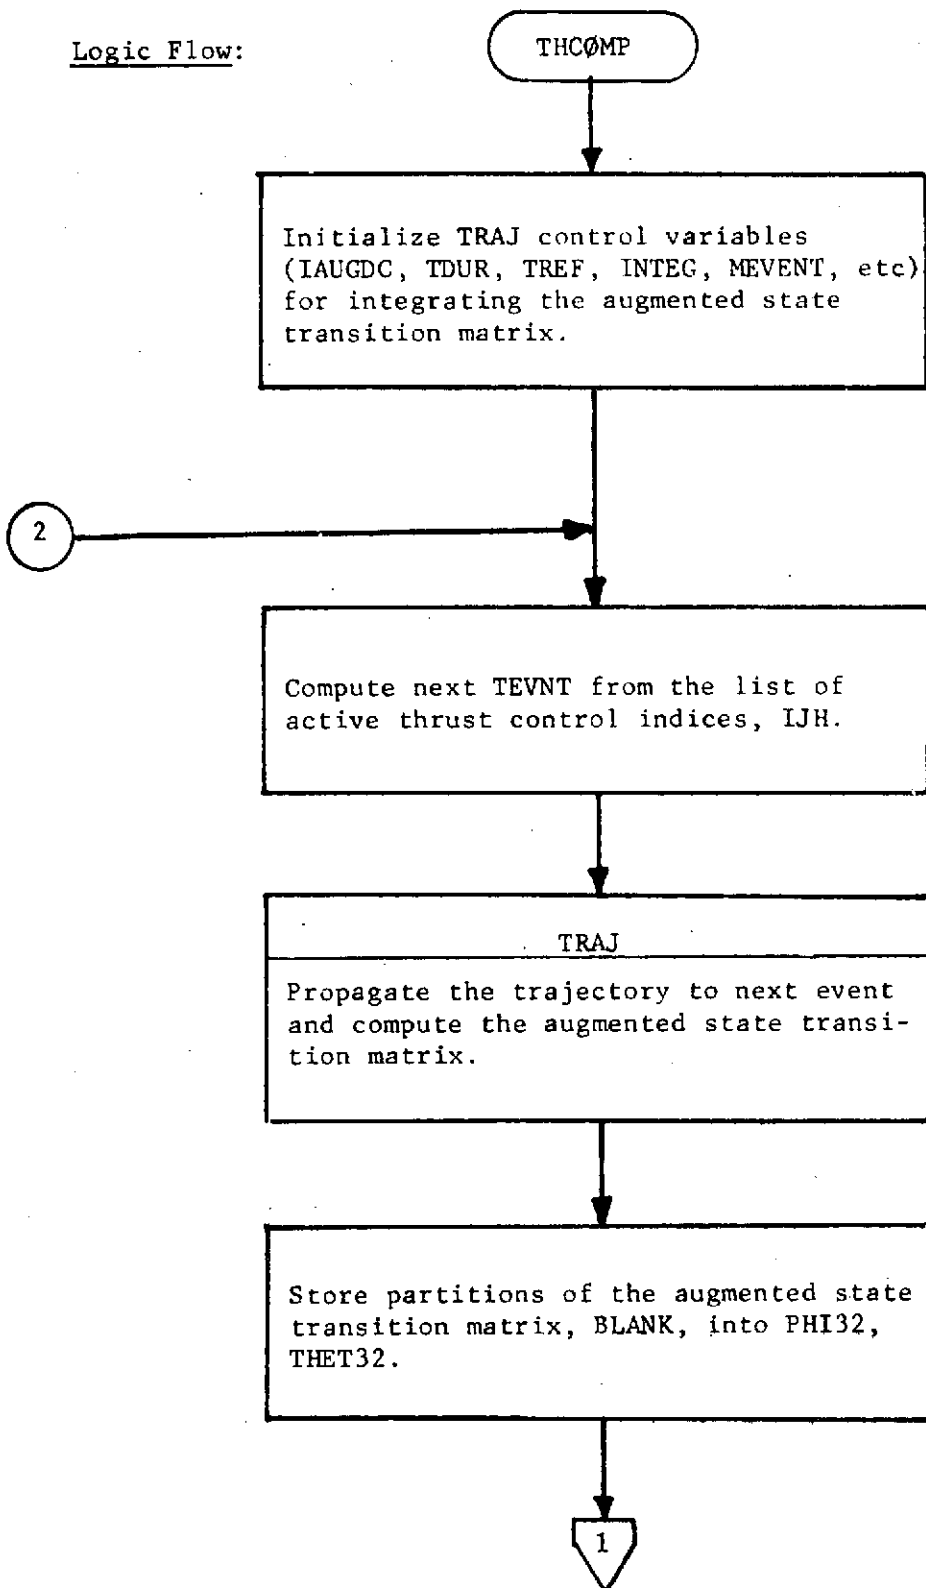 Logic Flow:
THCØMP
Initialize TRAJ control variables
(IAUGDC, TDUR, TREF, INTEG, MEVENT, etc)
for integrating the augmented state
transition matrix.
2
Compute next TEVNT from the list of
active thrust control indices, IJH.
TRAJ
Propagate the trajectory to next event
and compute the augmented state transi-
tion matrix.
Store partitions of the augmented state
transition matrix, BLANK, into PHI32,
THET32.
1